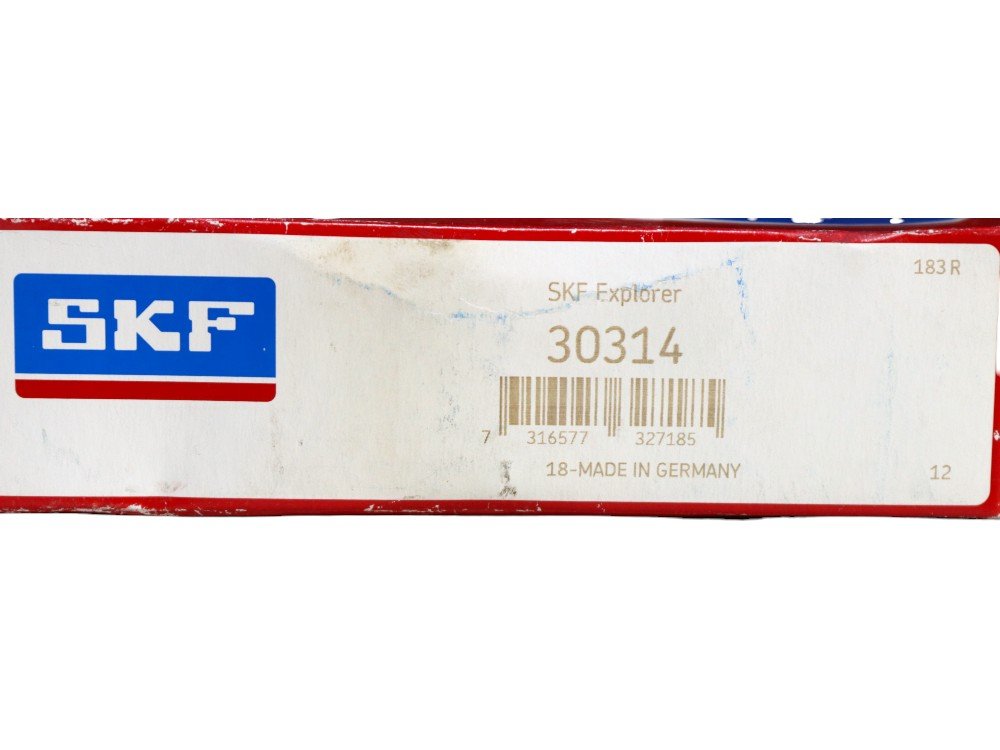 SKF
183 R
SKF Explorer
30314
7 316577 327185
18-MADE IN GERMANY
12